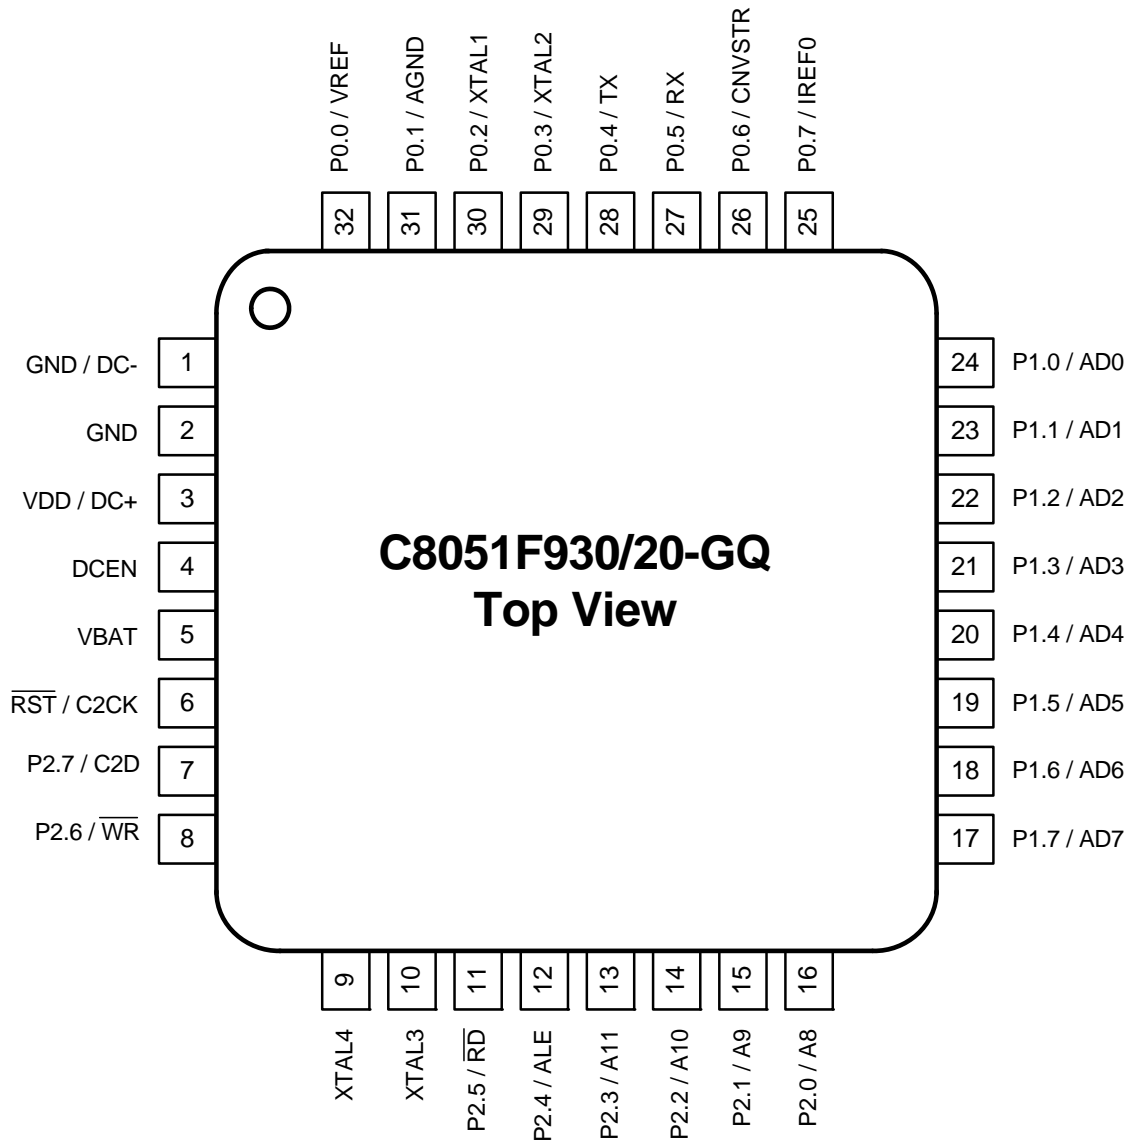 P0.0 / VREF
P0.1 / AGND
P0.2 / XTAL1
P0.3 / XTAL2
P0.4 / TX
P0.5 / RX
P0.6 / CNVSTR
P0.7 / IREF0
32
31
30
29
28
27
26
25
GND / DC- 1
GND 2
VDD / DC+ 3
DCEN 4
VBAT 5
R̅S̅T̅ / C2CK 6
P2.7 / C2D 7
P2.6 / W̅R̅ 8
C8051F930/20-GQ
Top View
24 P1.0 / AD0
23 P1.1 / AD1
22 P1.2 / AD2
21 P1.3 / AD3
20 P1.4 / AD4
19 P1.5 / AD5
18 P1.6 / AD6
17 P1.7 / AD7
9
10
11
12
13
14
15
16
XTAL4
XTAL3
P2.5 / R̅D̅
P2.4 / ALE
P2.3 / A11
P2.2 / A10
P2.1 / A9
P2.0 / A8